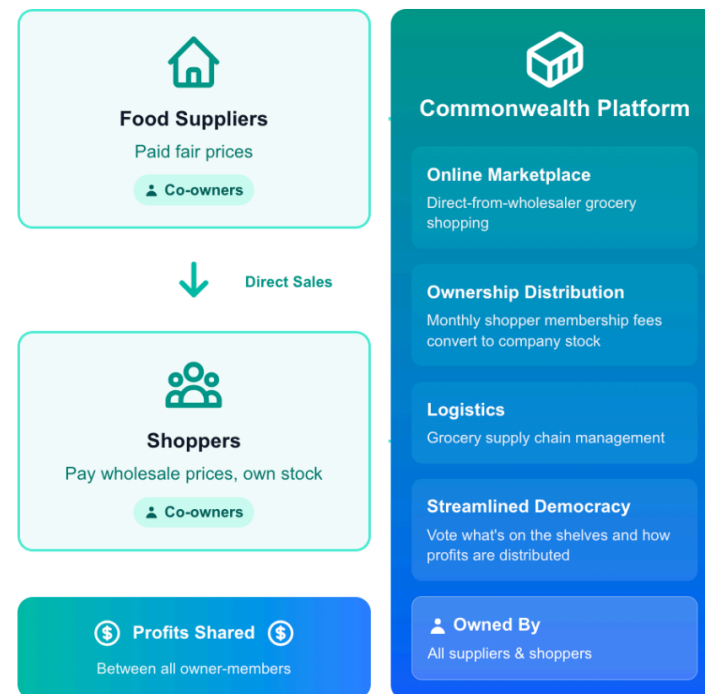 Food Suppliers
Paid fair prices
Co-owners
Direct Sales
Shoppers
Pay wholesale prices, own stock
Co-owners
$ Profits Shared $
Between all owner-members
Commonwealth Platform
Online Marketplace
Direct-from-wholesaler grocery
shopping
Ownership Distribution
Monthly shopper membership fees
convert to company stock
Logistics
Grocery supply chain management
Streamlined Democracy
Vote what's on the shelves and how
profits are distributed
Owned By
All suppliers & shoppers